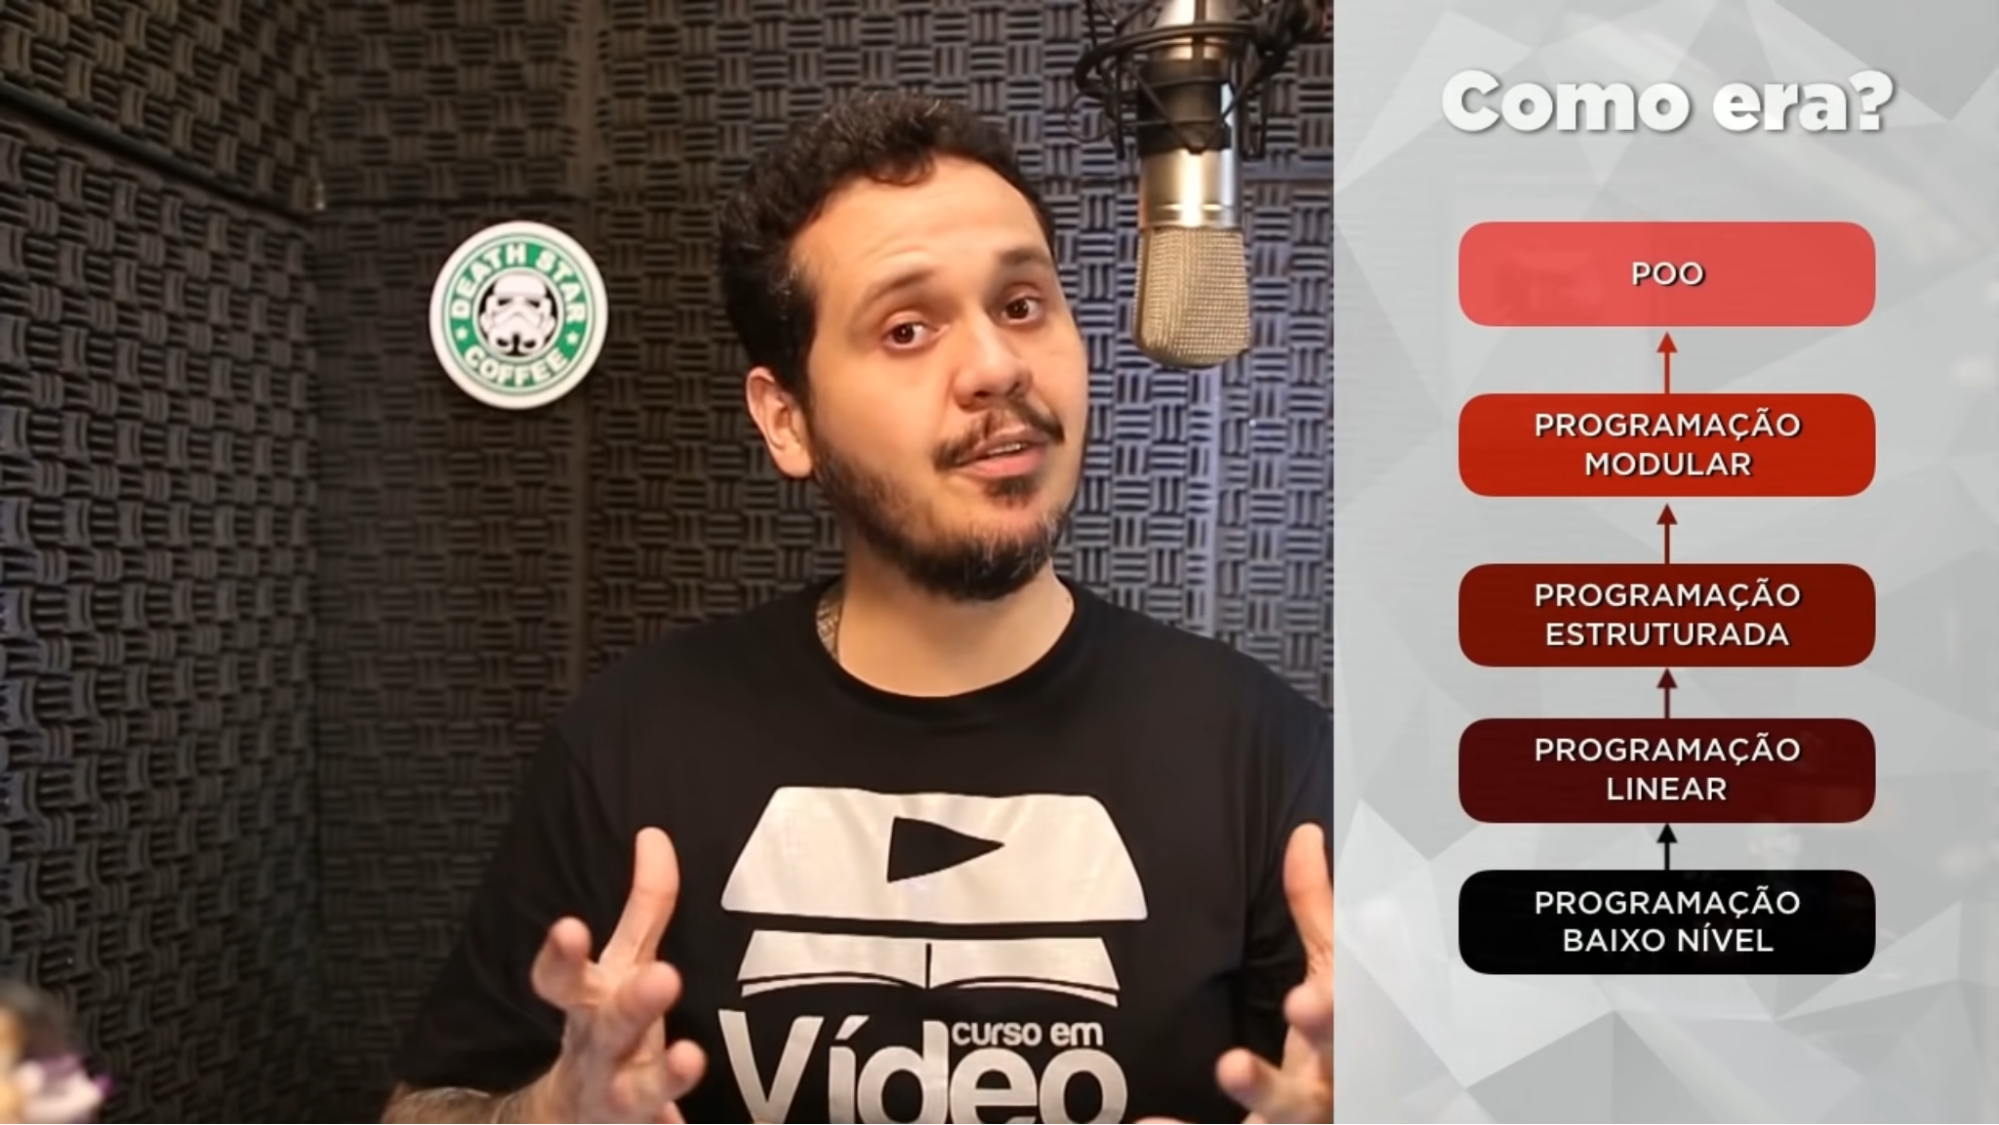 DEATH STAR
COFFEE
curso em
Vídeo
Como era?
POO
PROGRAMAÇÃO
MODULAR
PROGRAMAÇÃO
ESTRUTURADA
PROGRAMAÇÃO
LINEAR
PROGRAMAÇÃO
BAIXO NÍVEL